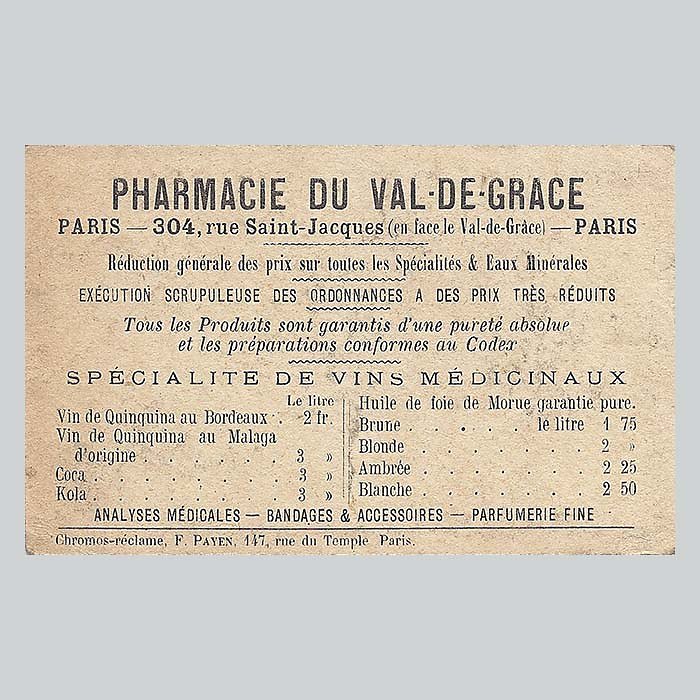 PHARMACIE DU VAL-DE-GRACE
PARIS — 304, rue Saint-Jacques (en face le Val-de-Grâce) — PARIS
Réduction générale des prix sur toutes les Spécialités & Eaux Minérales
EXÉCUTION SCRUPULEUSE DES ORDONNANCES A DES PRIX TRÈS RÉDUITS
Tous les Produits sont garantis d'une pureté absolue
et les préparations conformes au Codex
SPÉCIALITE DE VINS MÉDICINAUX
Le litre
Vin de Quinquina au Bordeaux . 2 fr.
Vin de Quinquina au Malaga
d'origine . . . . . . 3 »
Coca . . . . . . . . 3 »
Kola . . . . . . . . 3 »
Huile de foie de Morue garantie pure.
Brune . . . . le litre 1 75
Blonde . . . . . . . 2 »
Ambrée . . . . . . . 2 25
Blanche . . . . . . . 2 50
ANALYSES MÉDICALES — BANDAGES & ACCESSOIRES — PARFUMERIE FINE
Chromos-réclame, F. PAYEN, 147, rue du Temple Paris.